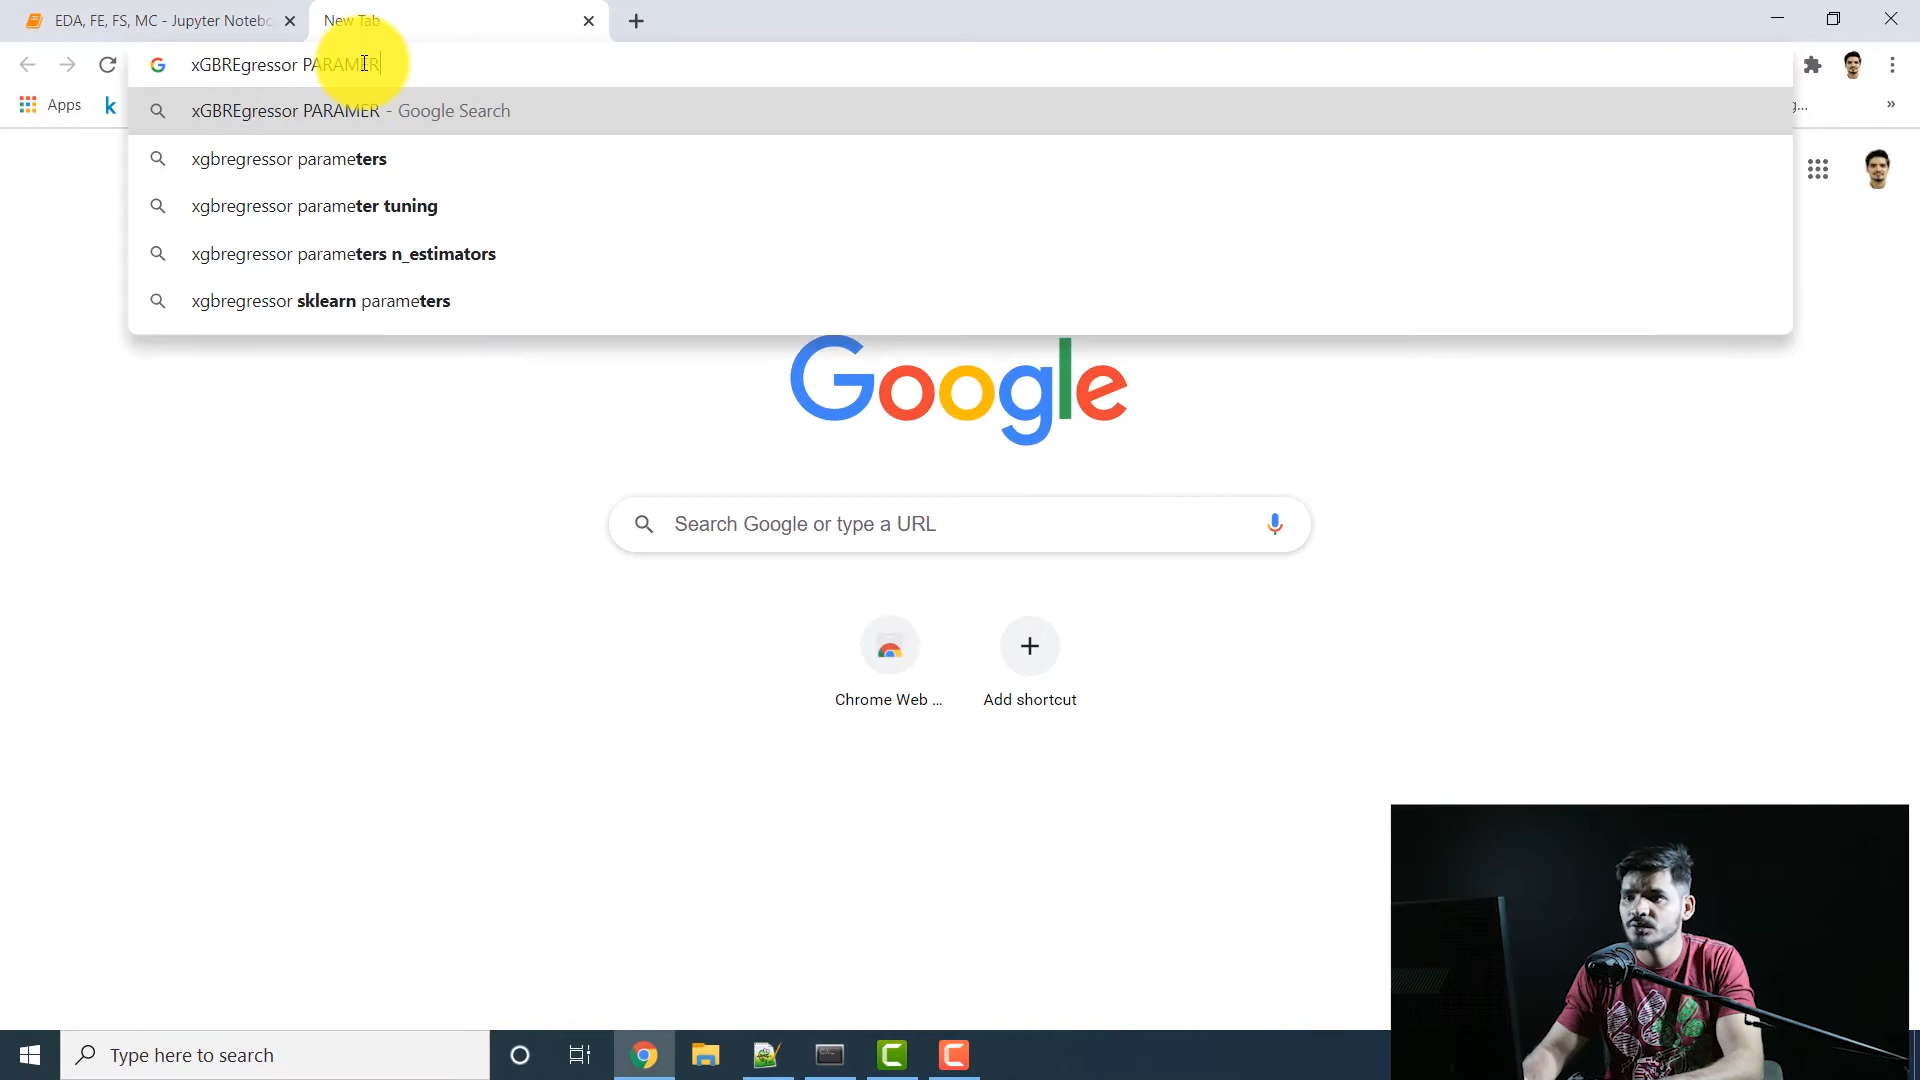 EDA, FE, FS, MC - Jupyter Notebo
New Tab
xGBREgressor PARAMER
Apps
xGBREgressor PARAMER - Google Search
xgbregressor parameters
xgbregressor parameter tuning
xgbregressor parameters n_estimators
xgbregressor sklearn parameters
Google
Search Google or type a URL
Chrome Web ...
Add shortcut
Type here to search